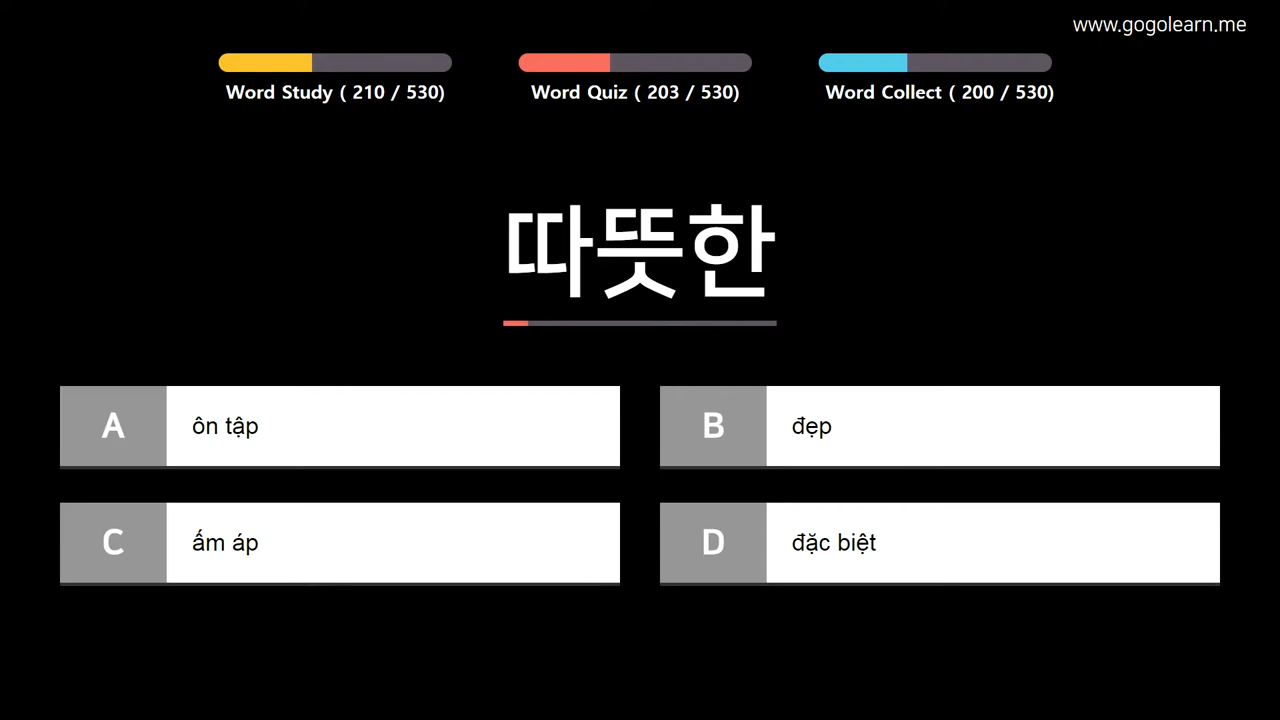 www.gogolearn.me
Word Study ( 210 / 530)
Word Quiz ( 203 / 530)
Word Collect ( 200 / 530)
따뜻한
A ôn tập
B đẹp
C ấm áp
D đặc biệt